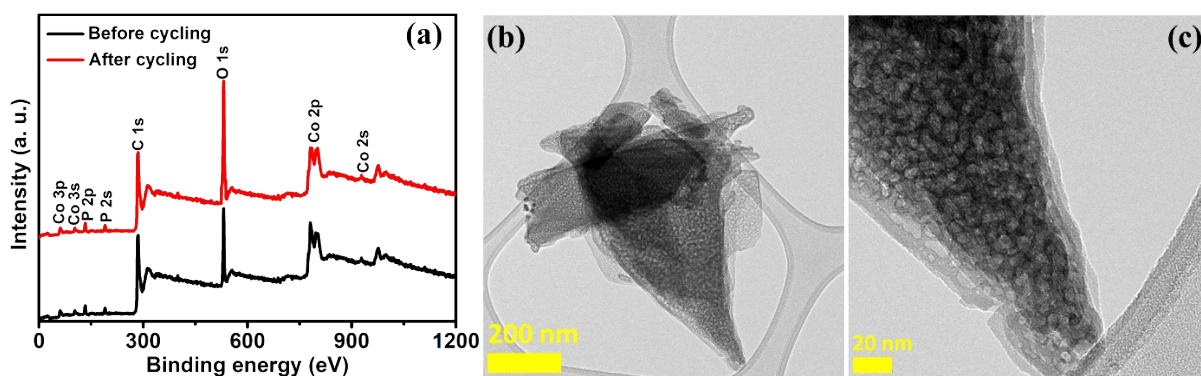 (a)
Before cycling
After cycling
Co 3p
Co 3s
P 2p
P 2s
C 1s
O 1s
Co 2p
Co 2s
Intensity (a. u.)
0
300
600
900
1200
Binding energy (eV)
(b)
200 nm
(c)
20 nm